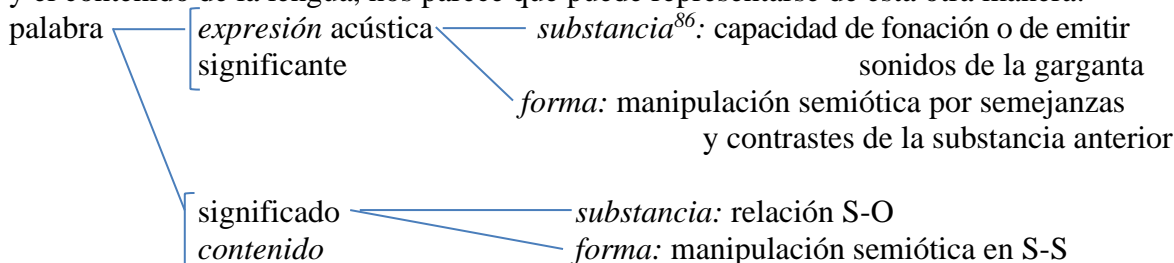 y el contenido de la lengua, nos parece que puede representarse de esta otra manera:
palabra expresión acústica substancia86: capacidad de fonación o de emitir
significante sonidos de la garganta
forma: manipulación semiótica por semejanzas
y contrastes de la substancia anterior
significado substancia: relación S-O
contenido forma: manipulación semiótica en S-S